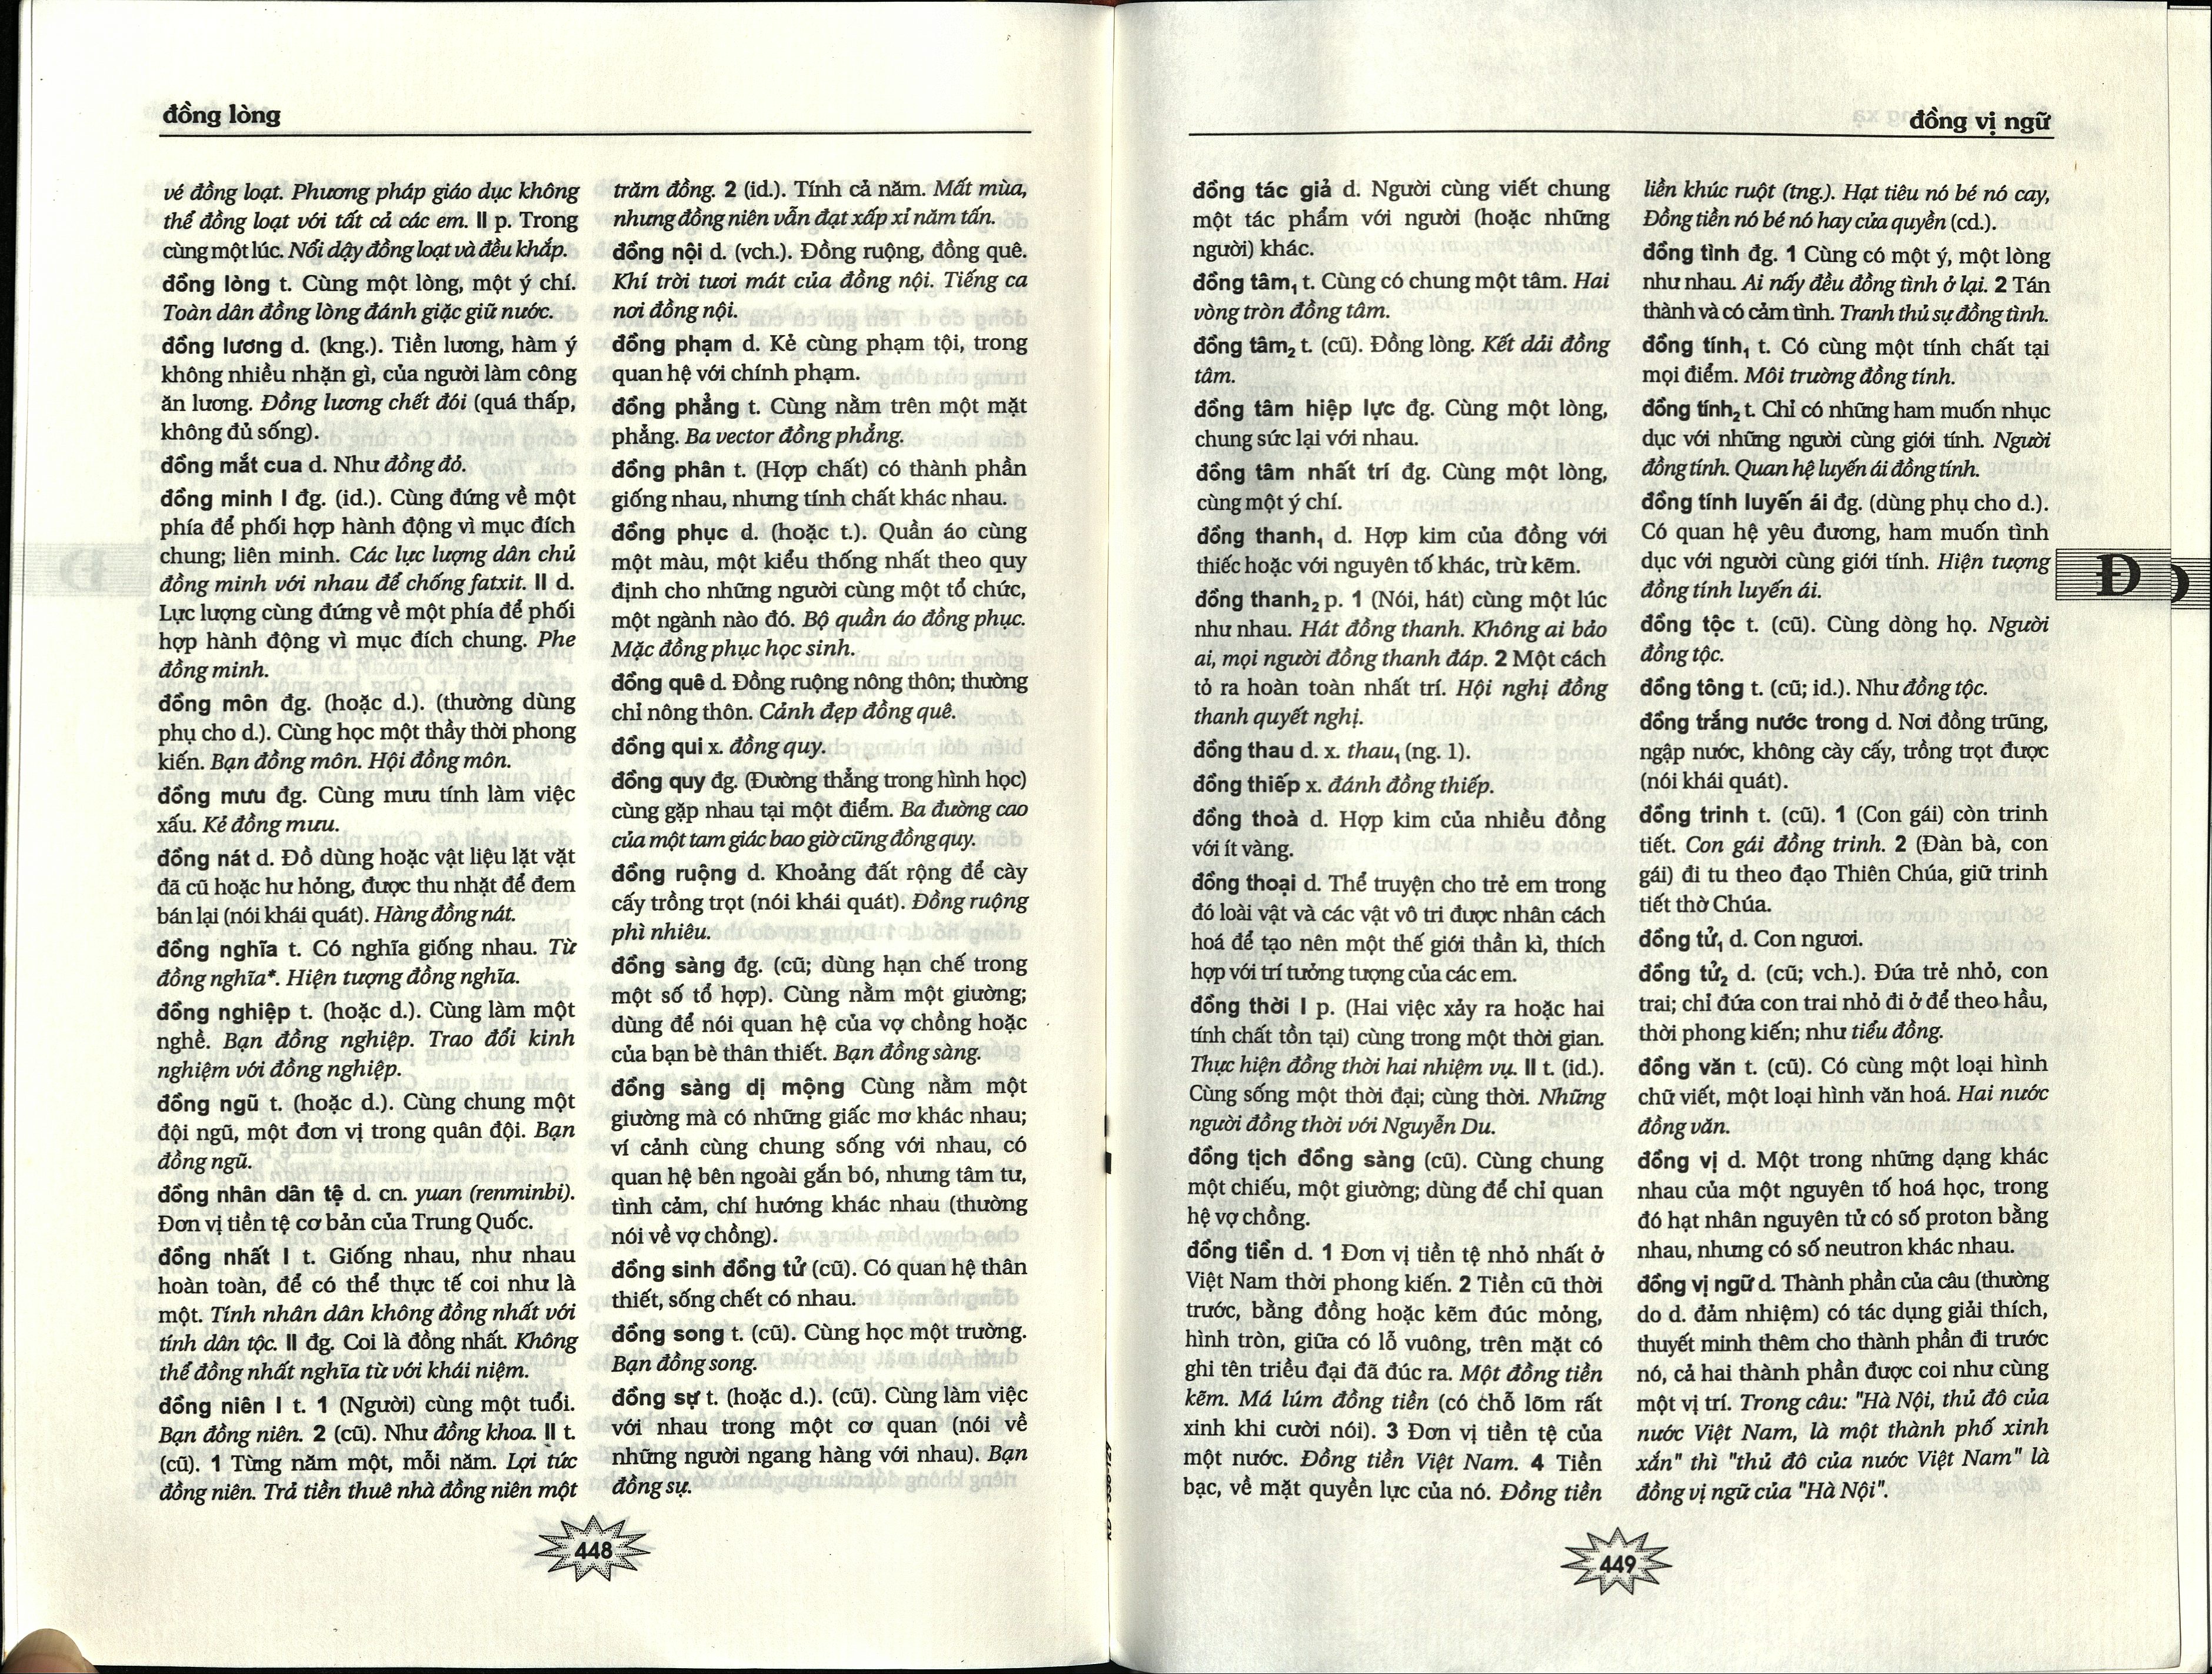 đồng lòng
vé đồng loạt. Phương pháp giáo dục không
thể đồng loạt với tất cả các em. II p. Trong
cùng một lúc. Nổi dậy đồng loạt và đều khắp.
đồng lòng t. Cùng một lòng, một ý chí.
Toàn dân đồng lòng đánh giặc giữ nước.
đồng lương d. (kng.). Tiền lương, hàm ý
không nhiều nhặn gì, của người làm công
ăn lương. Đồng lương chết đói (quá thấp,
không đủ sống).
đồng mắt cua d. Như đồng đỏ.
đồng minh I đg. (id.). Cùng đứng về một
phía để phối hợp hành động vì mục đích
chung; liên minh. Các lực lượng dân chủ
đồng minh với nhau để chống fatxit. II d.
Lực lượng cùng đứng về một phía để phối
hợp hành động vì mục đích chung. Phe
đồng minh.
đồng môn đg. (hoặc d.). (thường dùng
phụ cho d.). Cùng học một thầy thời phong
kiến. Bạn đồng môn. Hội đồng môn.
đồng mưu đg. Cùng mưu tính làm việc
xấu. Kẻ đồng mưu.
đồng nát d. Đồ dùng hoặc vật liệu lặt vặt
đã cũ hoặc hư hỏng, được thu nhặt để đem
bán lại (nói khái quát). Hàng đồng nát.
đồng nghĩa t. Có nghĩa giống nhau. Từ
đồng nghĩa*. Hiện tượng đồng nghĩa.
đồng nghiệp t. (hoặc d.). Cùng làm một
nghề. Bạn đồng nghiệp. Trao đổi kinh
nghiệm với đồng nghiệp.
đồng ngũ t. (hoặc d.). Cùng chung một
đội ngũ, một đơn vị trong quân đội. Bạn
đồng ngũ.
đồng nhân dân tệ d. cn. yuan (renminbi).
Đơn vị tiền tệ cơ bản của Trung Quốc.
đồng nhất I t. Giống nhau, như nhau
hoàn toàn, để có thể thực tế coi như là
một. Tính nhân dân không đồng nhất với
tính dân tộc. II đg. Coi là đồng nhất. Không
thể đồng nhất nghĩa từ với khái niệm.
đồng niên I t. 1 (Người) cùng một tuổi.
Bạn đồng niên. 2 (cũ). Như đồng khoa. II t.
(cũ). 1 Từng năm một, mỗi năm. Lợi tức
đồng niên. Trả tiền thuê nhà đồng niên một
trăm đồng. 2 (id.). Tính cả năm. Mất mùa,
nhưng đồng niên vẫn đạt xấp xỉ năm tấn.
đồng nội d. (vch.). Đồng ruộng, đồng quê.
Khí trời tươi mát của đồng nội. Tiếng ca
nơi đồng nội.
đồng phạm d. Kẻ cùng phạm tội, trong
quan hệ với chính phạm.
đồng phẳng t. Cùng nằm trên một mặt
phẳng. Ba vector đồng phẳng.
đồng phân t. (Hợp chất) có thành phần
giống nhau, nhưng tính chất khác nhau.
đồng phục d. (hoặc t.). Quần áo cùng
một màu, một kiểu thống nhất theo quy
định cho những người cùng một tổ chức,
một ngành nào đó. Bộ quần áo đồng phục.
Mặc đồng phục học sinh.
đồng quê d. Đồng ruộng nông thôn; thường
chỉ nông thôn. Cảnh đẹp đồng quê.
đồng qui x. đồng quy.
đồng quy đg. (Đường thẳng trong hình học)
cùng gặp nhau tại một điểm. Ba đường cao
của một tam giác bao giờ cũng đồng quy.
đồng ruộng d. Khoảng đất rộng để cày
cấy trồng trọt (nói khái quát). Đồng ruộng
phì nhiêu.
đồng sàng đg. (cũ; dùng hạn chế trong
một số tổ hợp). Cùng nằm một giường;
dùng để nói quan hệ của vợ chồng hoặc
của bạn bè thân thiết. Bạn đồng sàng.
đồng sàng dị mộng Cùng nằm một
giường mà có những giấc mơ khác nhau;
ví cảnh cùng chung sống với nhau, có
quan hệ bên ngoài gắn bó, nhưng tâm tư,
tình cảm, chí hướng khác nhau (thường
nói về vợ chồng).
đồng sinh đồng tử (cũ). Có quan hệ thân
thiết, sống chết có nhau.
đồng song t. (cũ). Cùng học một trường.
Bạn đồng song.
đồng sự t. (hoặc d.). (cũ). Cùng làm việc
với nhau trong một cơ quan (nói về
những người ngang hàng với nhau). Bạn
đồng sự.
448
đồng vị ngữ
đồng tác giả d. Người cùng viết chung
một tác phẩm với người (hoặc những
người) khác.
đồng tâm₁ t. Cùng có chung một tâm. Hai
vòng tròn đồng tâm.
đồng tâm₂ t. (cũ). Đồng lòng. Kết dải đồng
tâm.
đồng tâm hiệp lực đg. Cùng một lòng,
chung sức lại với nhau.
đồng tâm nhất trí đg. Cùng một lòng,
cùng một ý chí.
đồng thanh₁ d. Hợp kim của đồng với
thiếc hoặc với nguyên tố khác, trừ kẽm.
đồng thanh₂ p. 1 (Nói, hát) cùng một lúc
như nhau. Hát đồng thanh. Không ai bảo
ai, mọi người đồng thanh đáp. 2 Một cách
tỏ ra hoàn toàn nhất trí. Hội nghị đồng
thanh quyết nghị.
đồng thau d. x. thau₁ (ng. 1).
đồng thiếp x. đánh đồng thiếp.
đồng thoà d. Hợp kim của nhiều đồng
với ít vàng.
đồng thoại d. Thể truyện cho trẻ em trong
đó loài vật và các vật vô tri được nhân cách
hoá để tạo nên một thế giới thần kì, thích
hợp với trí tưởng tượng của các em.
đồng thời I p. (Hai việc xảy ra hoặc hai
tính chất tồn tại) cùng trong một thời gian.
Thực hiện đồng thời hai nhiệm vụ. II t. (id.).
Cùng sống một thời đại; cùng thời. Những
người đồng thời với Nguyễn Du.
đồng tịch đồng sàng (cũ). Cùng chung
một chiếu, một giường; dùng để chỉ quan
hệ vợ chồng.
đồng tiền d. 1 Đơn vị tiền tệ nhỏ nhất ở
Việt Nam thời phong kiến. 2 Tiền cũ thời
trước, bằng đồng hoặc kẽm đúc mỏng,
hình tròn, giữa có lỗ vuông, trên mặt có
ghi tên triều đại đã đúc ra. Một đồng tiền
kẽm. Má lúm đồng tiền (có chỗ lõm rất
xinh khi cười nói). 3 Đơn vị tiền tệ của
một nước. Đồng tiền Việt Nam. 4 Tiền
bạc, về mặt quyền lực của nó. Đồng tiền
liền khúc ruột (tng.). Hạt tiêu nó bé nó cay,
Đồng tiền nó bé nó hay cửa quyền (cd.).
đồng tình đg. 1 Cùng có một ý, một lòng
như nhau. Ai nấy đều đồng tình ở lại. 2 Tán
thành và có cảm tình. Tranh thủ sự đồng tình.
đồng tính₁ t. Có cùng một tính chất tại
mọi điểm. Môi trường đồng tính.
đồng tính₂ t. Chỉ có những ham muốn nhục
dục với những người cùng giới tính. Người
đồng tính. Quan hệ luyến ái đồng tính.
đồng tính luyến ái đg. (dùng phụ cho d.).
Có quan hệ yêu đương, ham muốn tình
dục với người cùng giới tính. Hiện tượng
đồng tính luyến ái.
đồng tộc t. (cũ). Cùng dòng họ. Người
đồng tộc.
đồng tông t. (cũ; id.). Như đồng tộc.
đồng trắng nước trong d. Nơi đồng trũng,
ngập nước, không cày cấy, trồng trọt được
(nói khái quát).
đồng trinh t. (cũ). 1 (Con gái) còn trinh
tiết. Con gái đồng trinh. 2 (Đàn bà, con
gái) đi tu theo đạo Thiên Chúa, giữ trinh
tiết thờ Chúa.
đồng tử₁ d. Con ngươi.
đồng tử₂ d. (cũ; vch.). Đứa trẻ nhỏ, con
trai; chỉ đứa con trai nhỏ đi ở để theo hầu,
thời phong kiến; như tiểu đồng.
đồng văn t. (cũ). Có cùng một loại hình
chữ viết, một loại hình văn hoá. Hai nước
đồng văn.
đồng vị d. Một trong những dạng khác
nhau của một nguyên tố hoá học, trong
đó hạt nhân nguyên tử có số proton bằng
nhau, nhưng có số neutron khác nhau.
đồng vị ngữ d. Thành phần của câu (thường
do d. đảm nhiệm) có tác dụng giải thích,
thuyết minh thêm cho thành phần đi trước
nó, cả hai thành phần được coi như cùng
một vị trí. Trong câu: "Hà Nội, thủ đô của
nước Việt Nam, là một thành phố xinh
xắn" thì "thủ đô của nước Việt Nam" là
đồng vị ngữ của "Hà Nội".
Đ
449